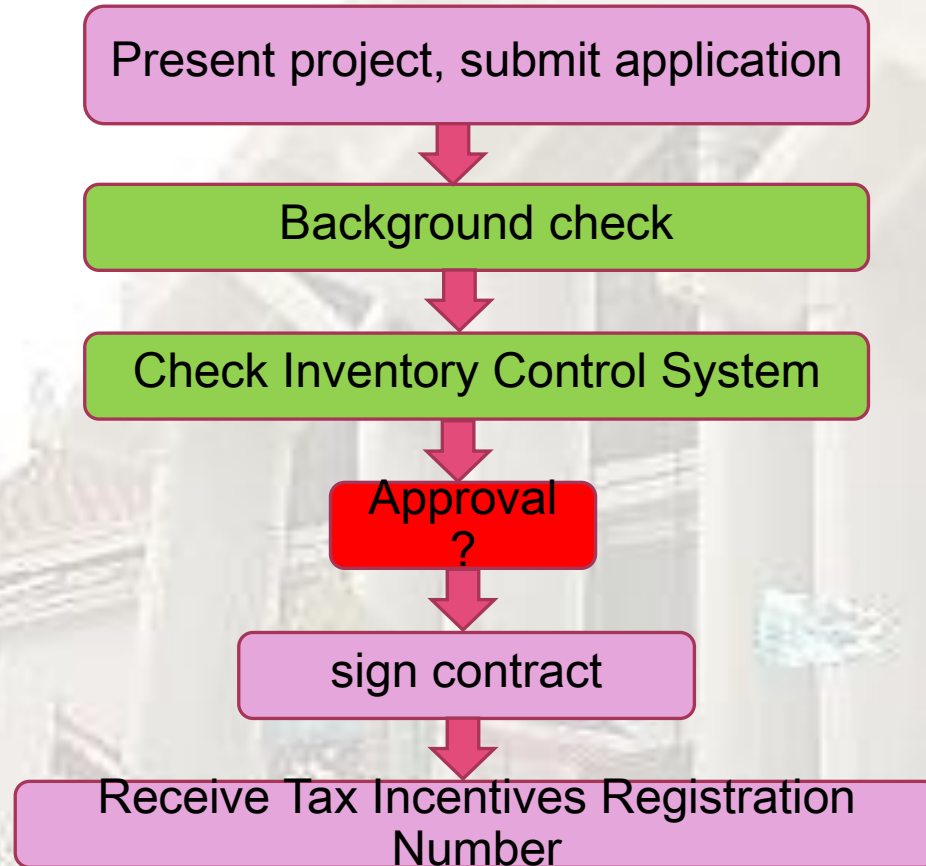 Present project, submit application
Background check
Check Inventory Control System
Approval
?
sign contract
Receive Tax Incentives Registration
Number